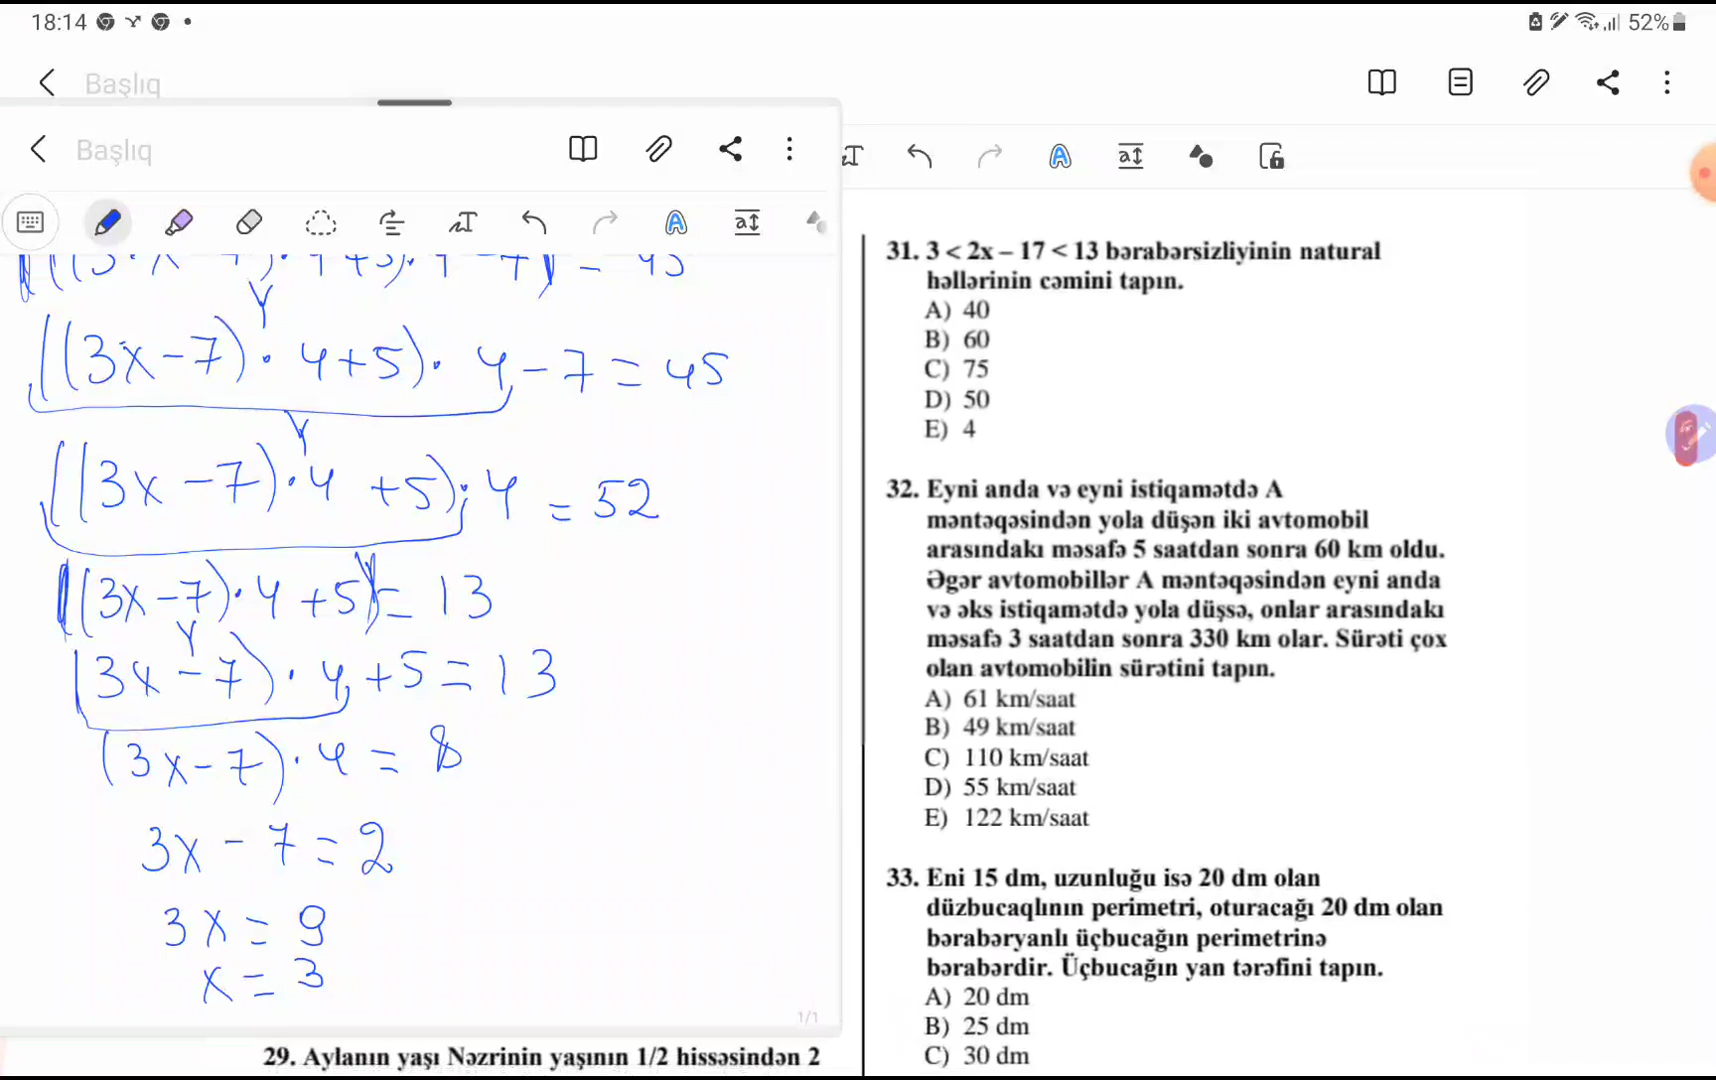 18:14
52%
Başlıq
Başlıq
((3x-7)·4+5)·4-7=45
((3x-7)·4+5)·4=52
((3x-7)·4+5)=13
(3x-7)·4+5=13
(3x-7)·4=8
3x-7=2
3x=9
x=3
1/1
29. Aylanın yaşı Nəzrinin yaşının 1/2 hissəsindən 2
31. 3 < 2x – 17 < 13 bərabərsizliyinin natural
həllərinin cəmini tapın.
A) 40
B) 60
C) 75
D) 50
E) 4
32. Eyni anda və eyni istiqamətdə A
məntəqəsindən yola düşən iki avtomobil
arasındakı məsafə 5 saatdan sonra 60 km oldu.
Əgər avtomobillər A məntəqəsindən eyni anda
və əks istiqamətdə yola düşsə, onlar arasındakı
məsafə 3 saatdan sonra 330 km olar. Sürəti çox
olan avtomobilin sürətini tapın.
A) 61 km/saat
B) 49 km/saat
C) 110 km/saat
D) 55 km/saat
E) 122 km/saat
33. Eni 15 dm, uzunluğu isə 20 dm olan
düzbucaqlının perimetri, oturacağı 20 dm olan
bərabəryanlı üçbucağın perimetrinə
bərabərdir. Üçbucağın yan tərəfini tapın.
A) 20 dm
B) 25 dm
C) 30 dm